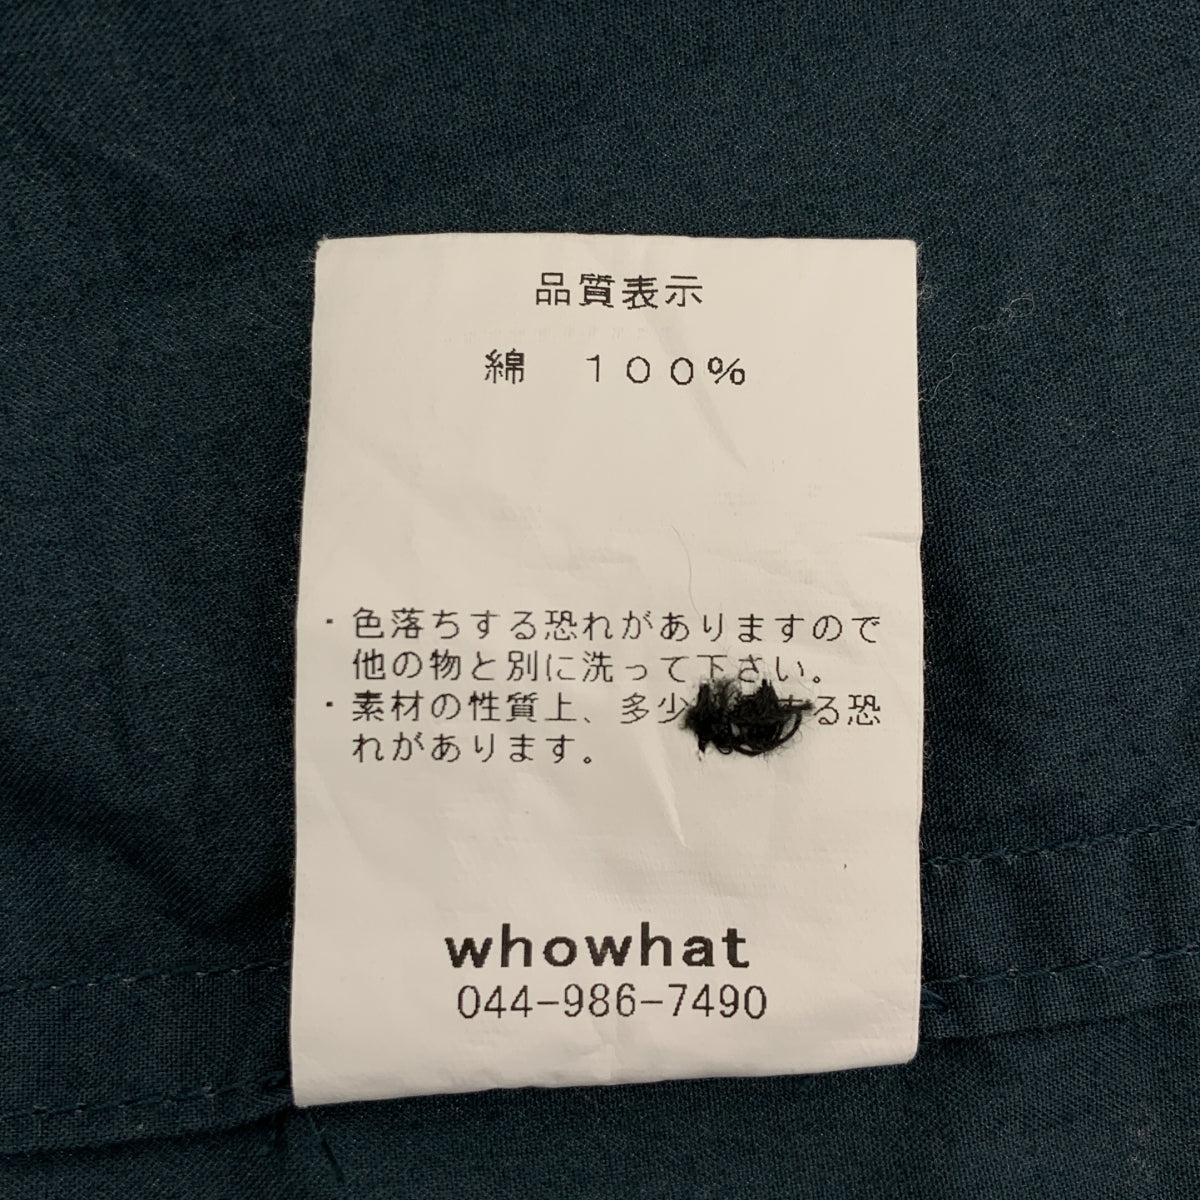 品質表示
綿　１００％
・色落ちする恐れがありますので
他の物と別に洗って下さい。
・素材の性質上、多少する恐
れがあります。
whowhat
044-986-7490